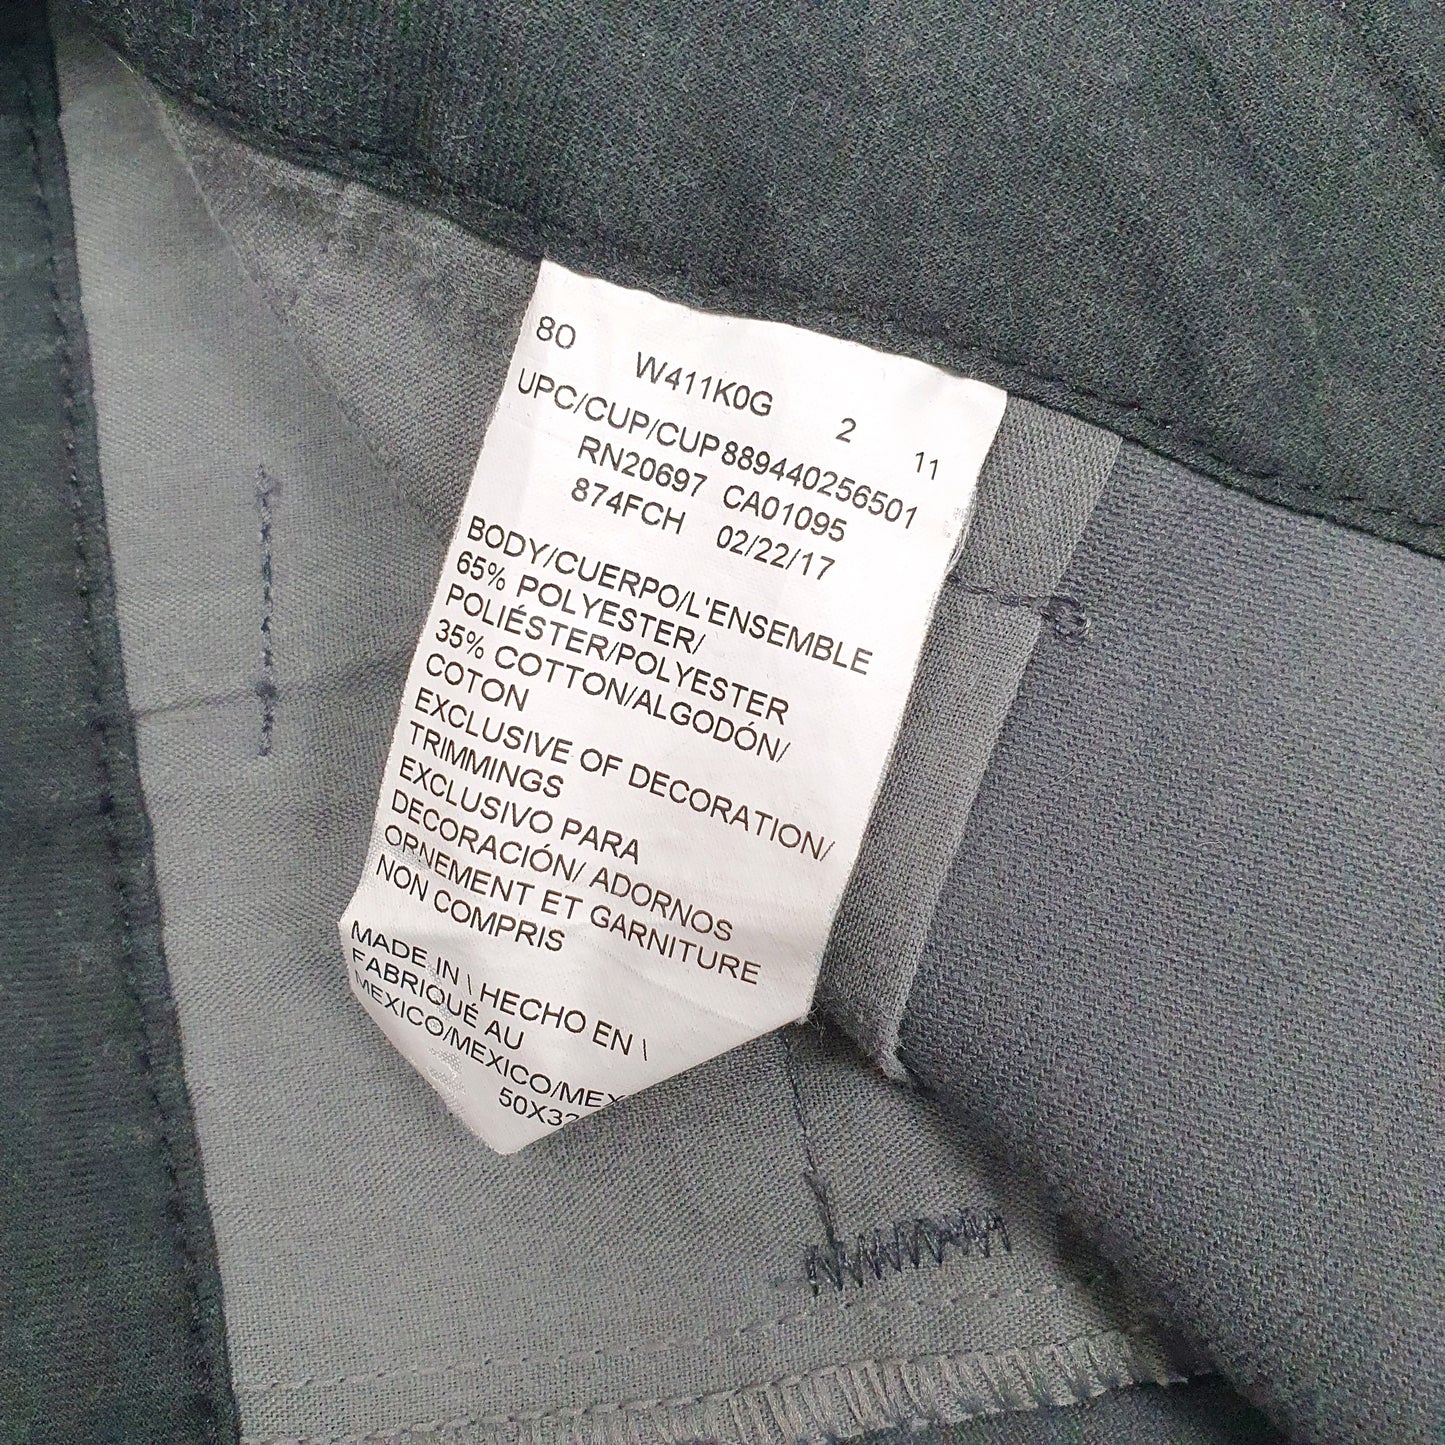 80 W411K0G 2 11
UPC/CUP/CUP889440256501
RN20697 CA01095
874FCH 02/22/17
BODY/CUERPO/L'ENSEMBLE
65% POLYESTER/
POLIÉSTER/POLYESTER
35% COTTON/ALGODÓN/
COTON
EXCLUSIVE OF DECORATION/
TRIMMINGS
EXCLUSIVO PARA
DECORACIÓN/ ADORNOS
ORNEMENT ET GARNITURE
NON COMPRIS
MADE IN \ HECHO EN \
FABRIQUÉ AU
MEXICO/MEXICO/MEX